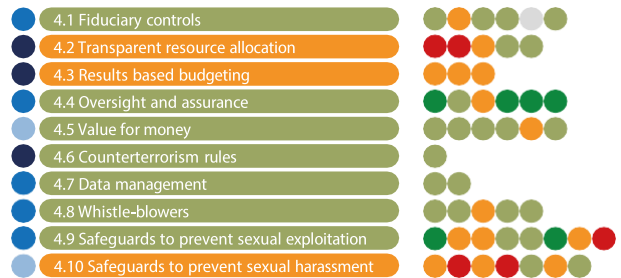 4.1 Fiduciary controls
4.2 Transparent resource allocation
4.3 Results based budgeting
4.4 Oversight and assurance
4.5 Value for money
4.6 Counterterrorism rules
4.7 Data management
4.8 Whistle-blowers
4.9 Safeguards to prevent sexual exploitation
4.10 Safeguards to prevent sexual harassment